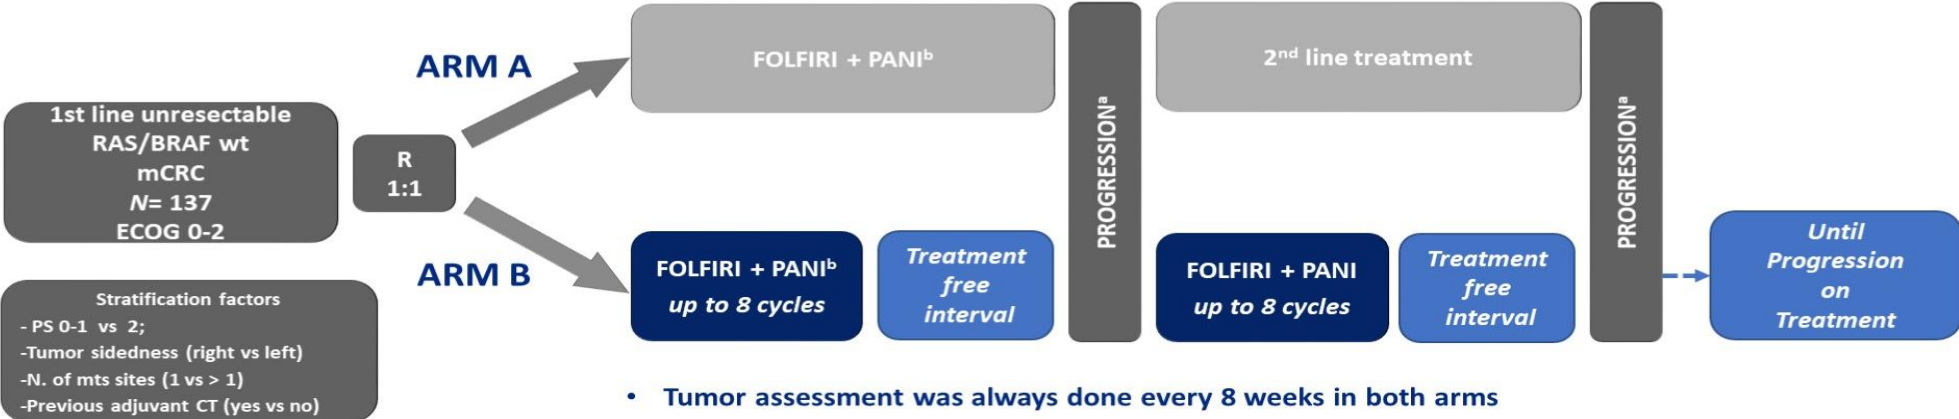 ARM A
FOLFIRI + PANIᵇ
PROGRESSIONᵃ
2ⁿᵈ line treatment
PROGRESSIONᵃ
1st line unresectable
RAS/BRAF wt
mCRC
N= 137
ECOG 0-2
R
1:1
ARM B
FOLFIRI + PANIᵇ
up to 8 cycles
Treatment
free
interval
FOLFIRI + PANI
up to 8 cycles
Treatment
free
interval
Until
Progression
on
Treatment
Stratification factors
- PS 0-1 vs 2;
-Tumor sidedness (right vs left)
-N. of mts sites (1 vs > 1)
-Previous adjuvant CT (yes vs no)
• Tumor assessment was always done every 8 weeks in both arms